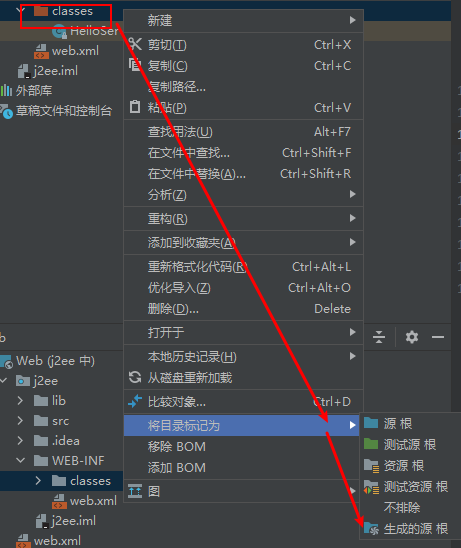 classes
HelloSer
web.xml
j2ee.iml
外部库
草稿文件和控制台
新建
剪切(T) Ctrl+X
复制(C) Ctrl+C
复制路径...
粘贴(P) Ctrl+V
查找用法(U) Alt+F7
在文件中查找... Ctrl+Shift+F
在文件中替换(A)... Ctrl+Shift+R
分析(Z)
重构(R)
添加到收藏夹(A)
重新格式化代码(R) Ctrl+Alt+L
优化导入(Z) Ctrl+Alt+O
删除(D)... Delete
打开于
本地历史记录(H)
从磁盘重新加载
比较对象... Ctrl+D
将目录标记为
移除 BOM
添加 BOM
图
源 根
测试源 根
资源 根
测试资源 根
不排除
生成的源 根
b
Web (j2ee 中)
j2ee
lib
src
.idea
WEB-INF
classes
web.xml
j2ee.iml
web.xml